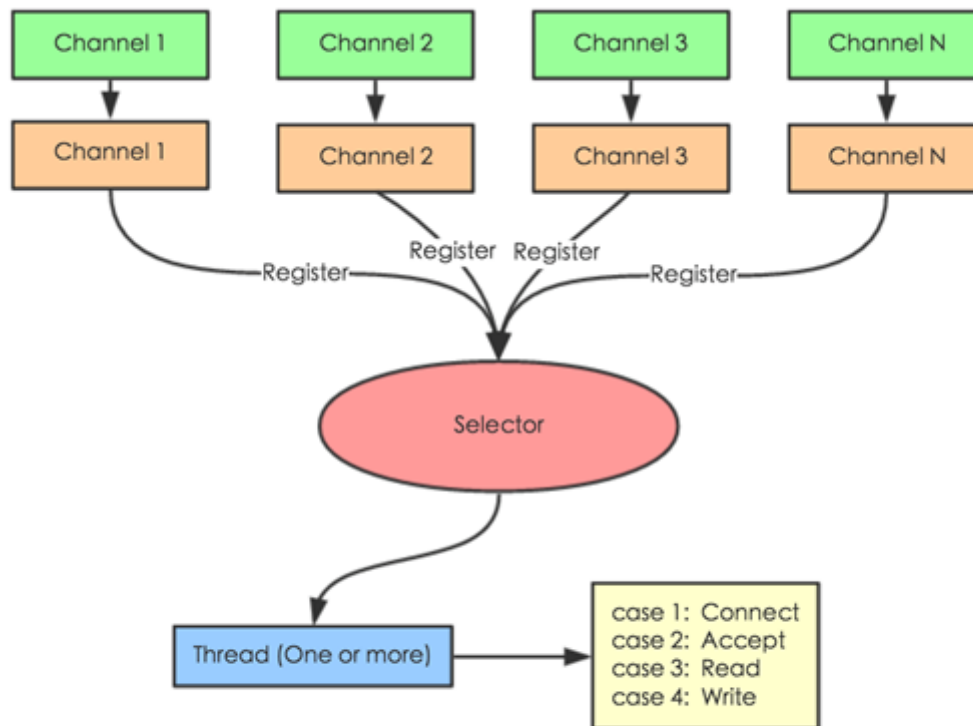 Channel 1
Channel 2
Channel 3
Channel N
Channel 1
Channel 2
Channel 3
Channel N
Register
Register
Register
Register
Selector
Thread (One or more)
case 1: Connect
case 2: Accept
case 3: Read
case 4: Write